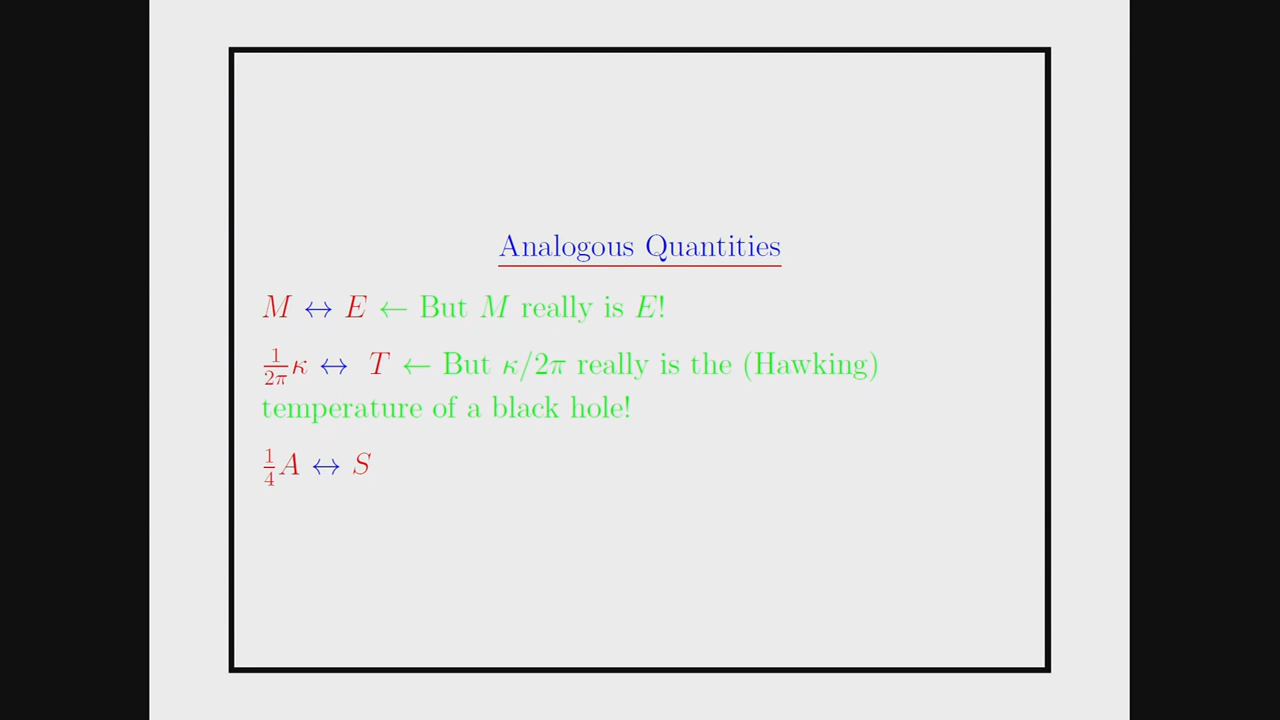 Analogous Quantities
M ↔ E ← But M really is E!
1/2π κ ↔ T ← But κ/2π really is the (Hawking)
temperature of a black hole!
1/4 A ↔ S